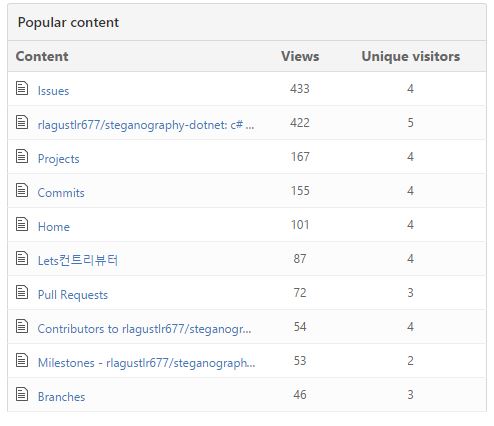 Popular content
Content Views Unique visitors
Issues 433 4
rlagustlr677/steganography-dotnet: c# ... 422 5
Projects 167 4
Commits 155 4
Home 101 4
Lets컨트리뷰터 87 4
Pull Requests 72 3
Contributors to rlagustlr677/steganogr... 54 4
Milestones - rlagustlr677/steganograph... 53 2
Branches 46 3